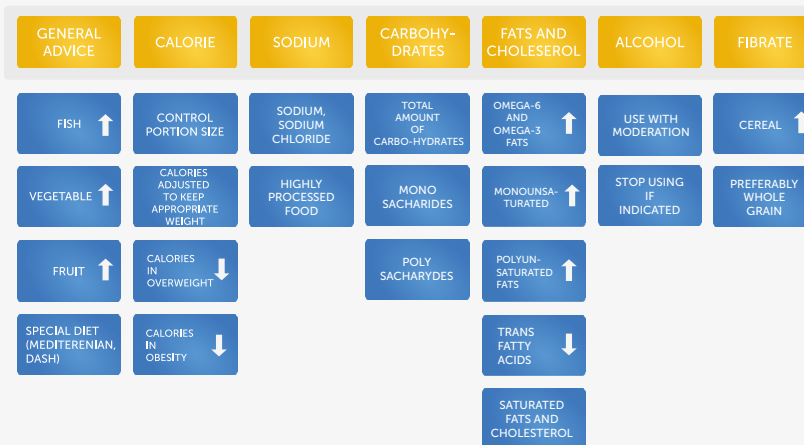 GENERAL
ADVICE
CALORIE
SODIUM
CARBOHY-
DRATES
FATS AND
CHOLESEROL
ALCOHOL
FIBRATE
FISH
VEGETABLE
FRUIT
SPECIAL DIET
(MEDITERENIAN,
DASH)
CONTROL
PORTION SIZE
CALORIES
ADJUSTED
TO KEEP
APPROPRIATE
WEIGHT
CALORIES
IN
OVERWEIGHT
CALORIES
IN
OBESITY
SODIUM,
SODIUM
CHLORIDE
HIGHLY
PROCESSED
FOOD
TOTAL
AMOUNT
OF
CARBO-HYDRATES
MONO
SACHARIDES
POLY
SACHARYDES
OMEGA-6
AND
OMEGA-3
FATS
MONOUNSA-
TURATED
POLYUN-
SATURATED
FATS
TRANS
FATTY
ACIDS
SATURATED
FATS AND
CHOLESTEROL
USE WITH
MODERATION
STOP USING
IF
INDICATED
CEREAL
PREFERABLY
WHOLE
GRAIN